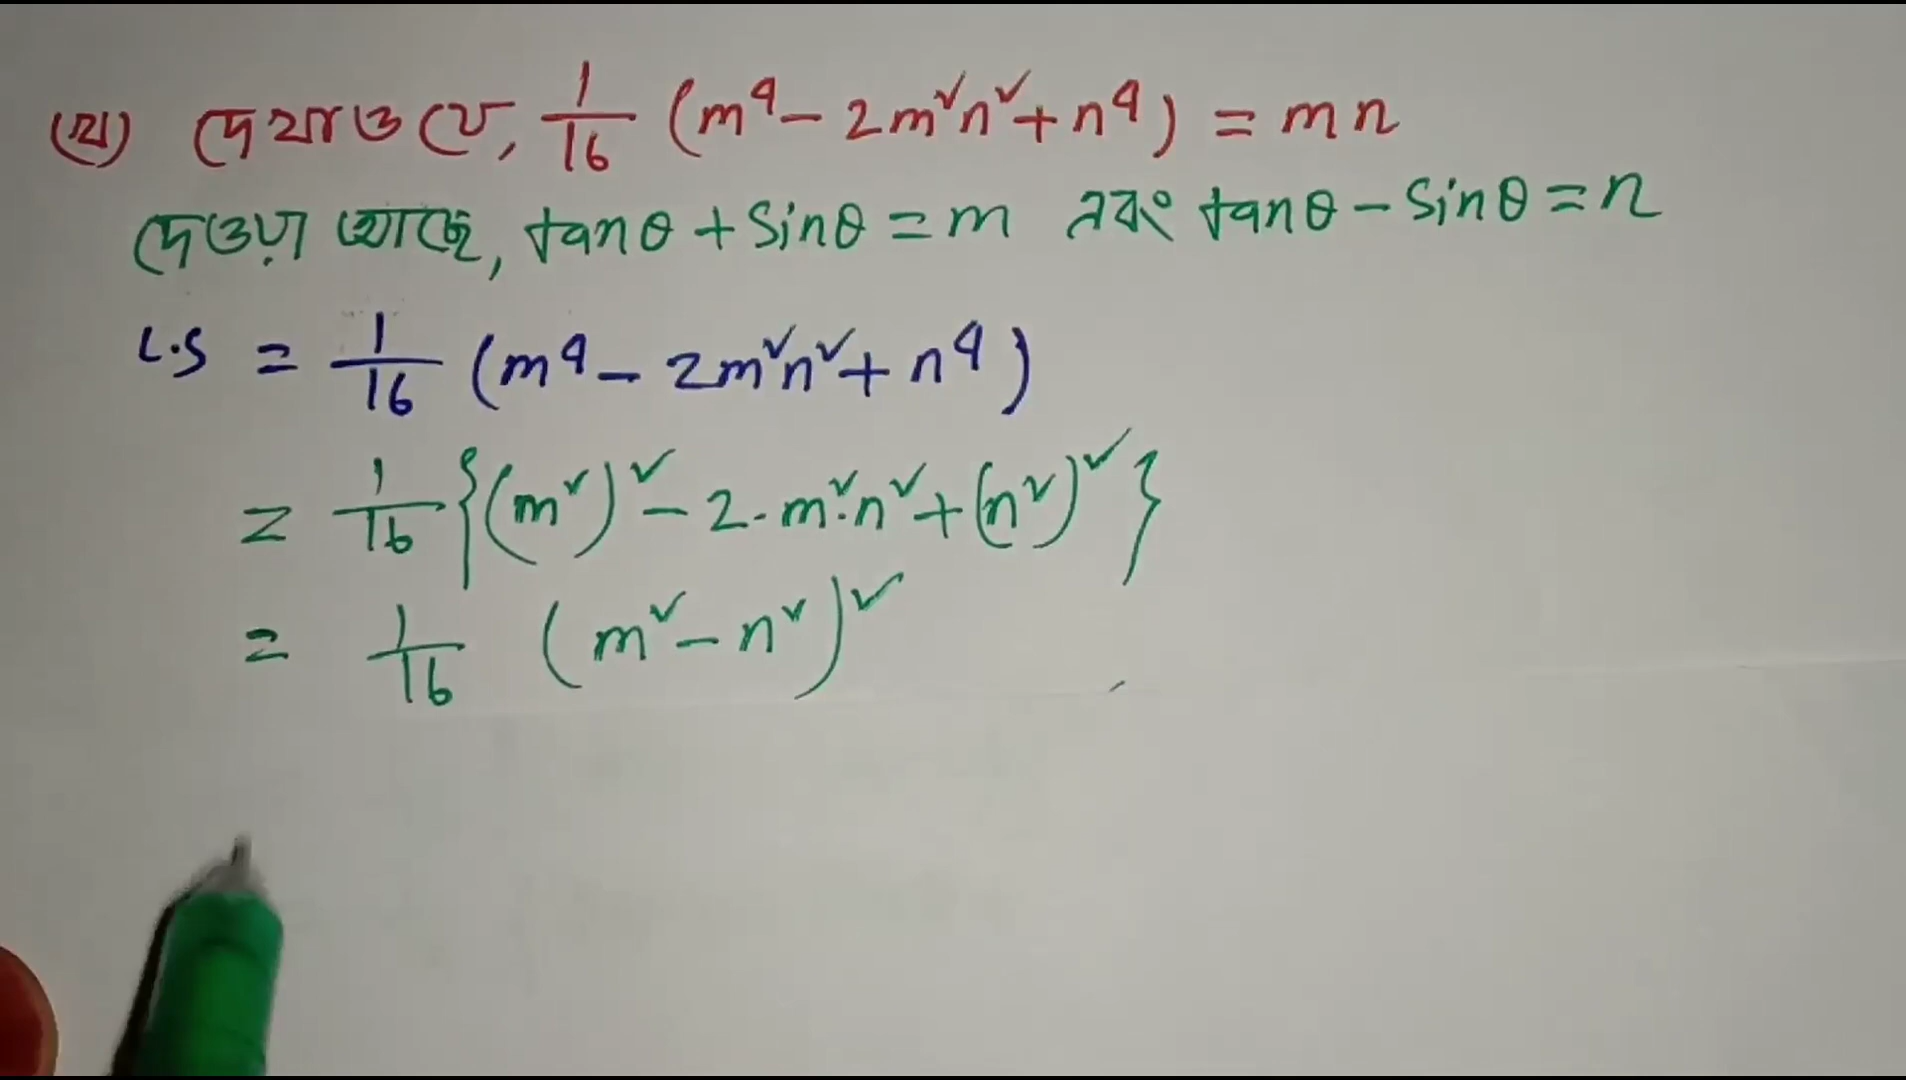 (খ) দেখাও যে, 1/16 (m⁴ - 2m²n² + n⁴) = mn
দেওয়া আছে, tanθ + sinθ = m এবং tanθ - sinθ = n
L.S = 1/16 (m⁴ - 2m²n² + n⁴)
= 1/16 {(m²)² - 2·m²·n² + (n²)²}
= 1/16 (m² - n²)²